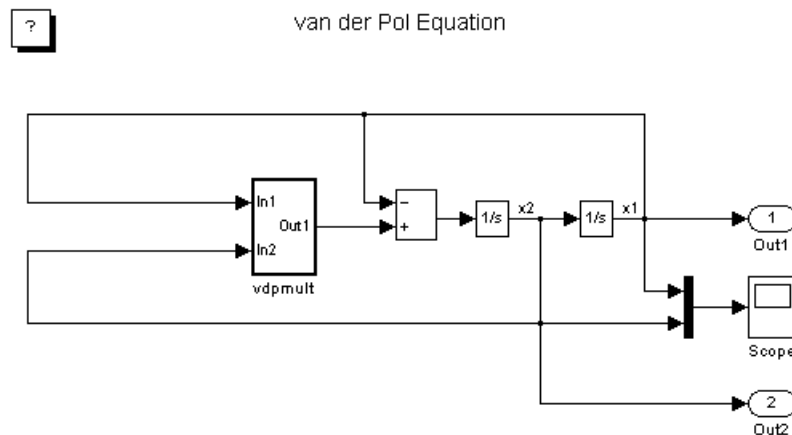 ?
van der Pol Equation
In1
Out1
In2
vdpmult
−
+
1/s
x2
1/s
x1
1
Out1
Scope
2
Out2